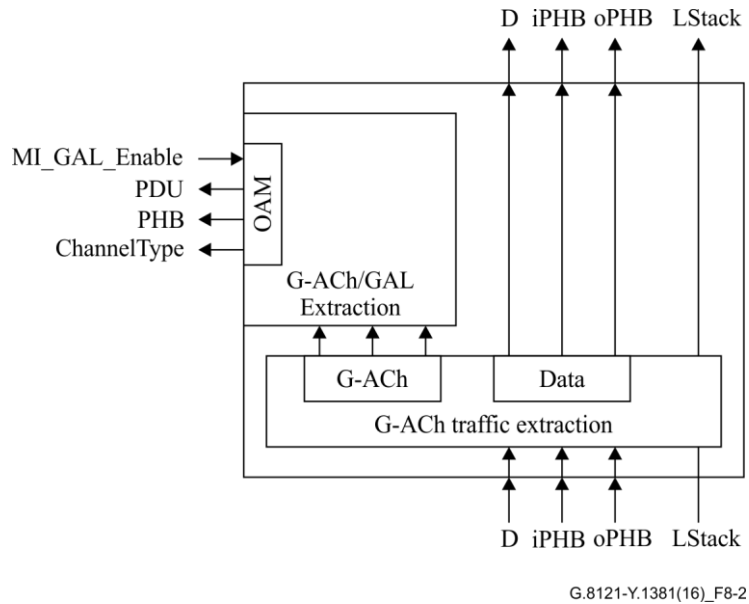 D iPHB oPHB LStack
MI_GAL_Enable
PDU
PHB
ChannelType
OAM
G-ACh/GAL
Extraction
G-ACh
Data
G-ACh traffic extraction
D iPHB oPHB LStack
G.8121-Y.1381(16)_F8-2